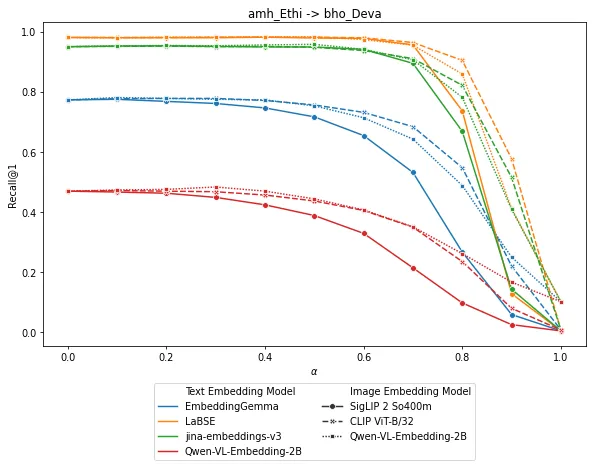 amh_Ethi -> bho_Deva
Recall@1
1.0
0.8
0.6
0.4
0.2
0.0
0.0 0.2 0.4 0.6 0.8 1.0
α
Text Embedding Model Image Embedding Model
EmbeddingGemma SigLIP 2 So400m
LaBSE CLIP ViT-B/32
jina-embeddings-v3 Qwen-VL-Embedding-2B
Qwen-VL-Embedding-2B